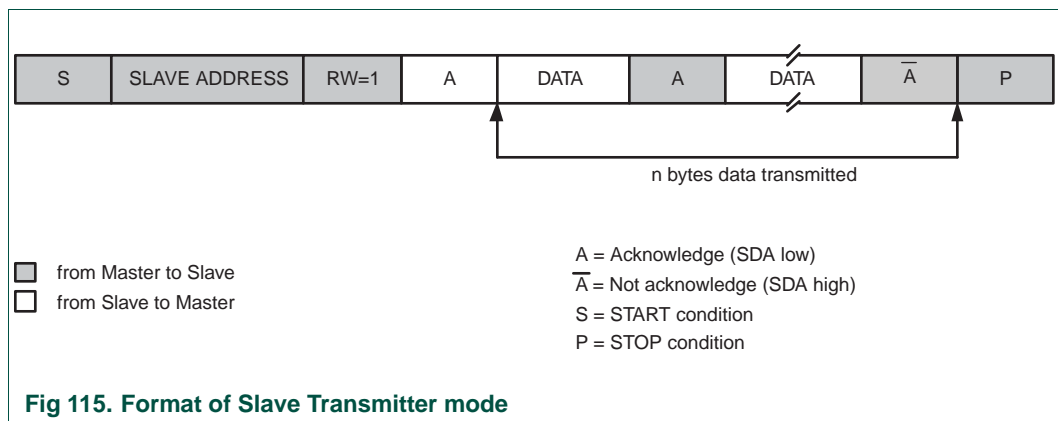 S SLAVE ADDRESS RW=1 A DATA A DATA A̅ P
n bytes data transmitted
from Master to Slave
from Slave to Master
A = Acknowledge (SDA low)
A̅ = Not acknowledge (SDA high)
S = START condition
P = STOP condition
Fig 115. Format of Slave Transmitter mode